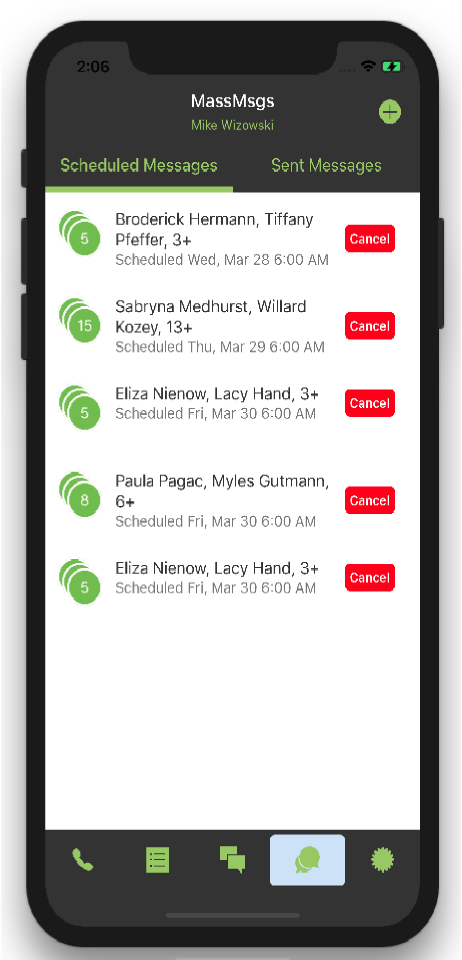 2:06
MassMsgs
Mike Wizowski
Scheduled Messages
Sent Messages
5
Broderick Hermann, Tiffany
Pfeffer, 3+
Scheduled Wed, Mar 28 6:00 AM
Cancel
15
Sabryna Medhurst, Willard
Kozey, 13+
Scheduled Thu, Mar 29 6:00 AM
Cancel
5
Eliza Nienow, Lacy Hand, 3+
Scheduled Fri, Mar 30 6:00 AM
Cancel
8
Paula Pagac, Myles Gutmann,
6+
Scheduled Fri, Mar 30 6:00 AM
Cancel
5
Eliza Nienow, Lacy Hand, 3+
Scheduled Fri, Mar 30 6:00 AM
Cancel